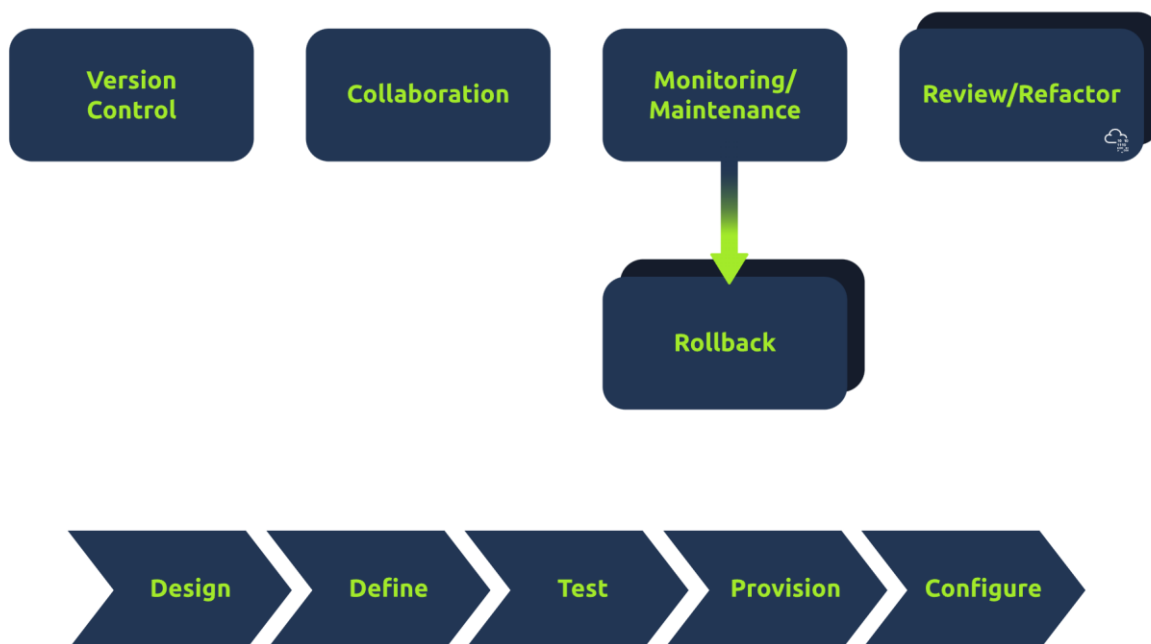 Version
Control
Collaboration
Monitoring/
Maintenance
Review/Refactor
Rollback
Design
Define
Test
Provision
Configure